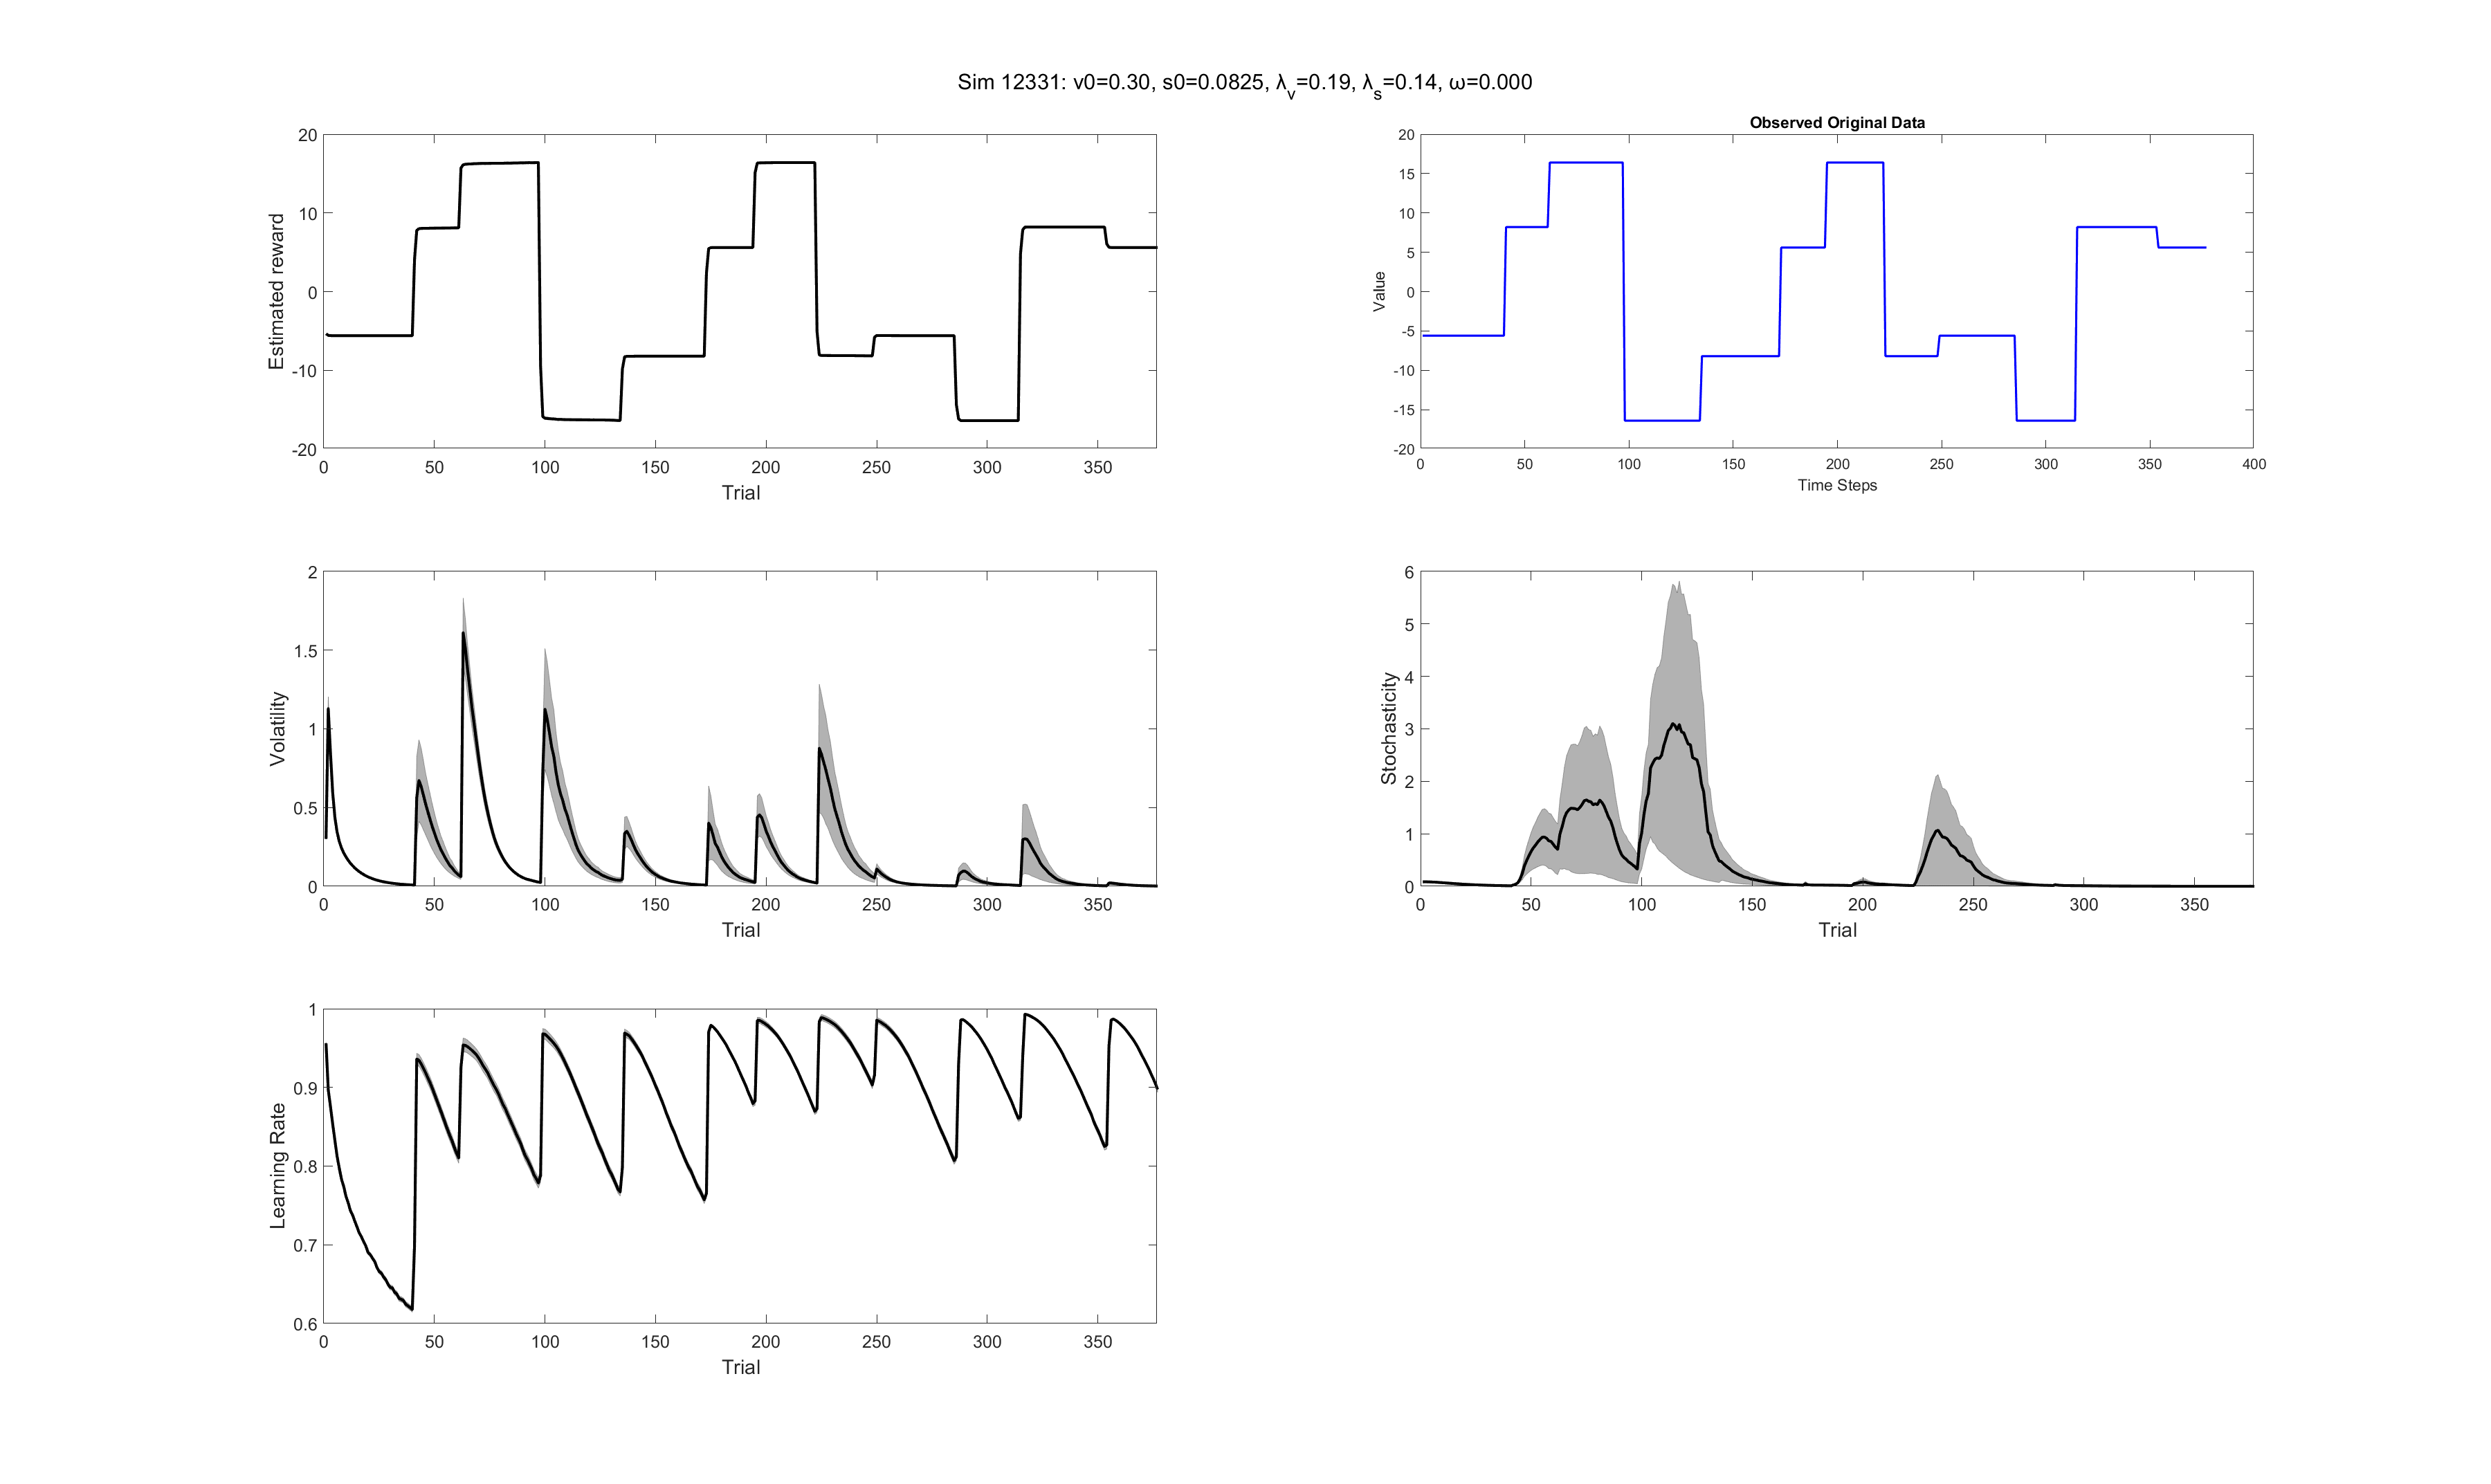 Sim 12331: v0=0.30, s0=0.0825, λv=0.19, λs=0.14, ω=0.000
Estimated reward
20
10
0
-10
-20
0 50 100 150 200 250 300 350
Trial
Observed Original Data
Value
20
15
10
5
0
-5
-10
-15
-20
0 50 100 150 200 250 300 350 400
Time Steps
Volatility
2
1.5
1
0.5
0
0 50 100 150 200 250 300 350
Trial
Stochasticity
6
5
4
3
2
1
0
0 50 100 150 200 250 300 350
Trial
Learning Rate
1
0.9
0.8
0.7
0.6
0 50 100 150 200 250 300 350
Trial